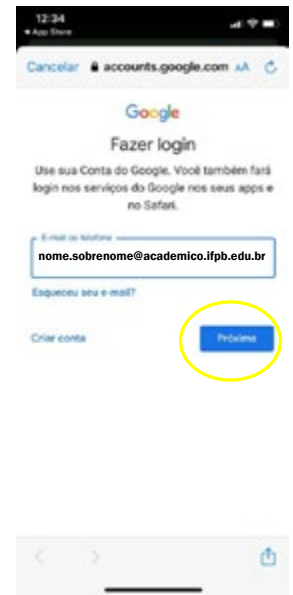 12:34
App Store
Cancelar accounts.google.com AA
Google
Fazer login
Use sua Conta do Google. Você também fará
login nos serviços do Google nos seus apps e
no Safari.
E-mail ou telefone
nome.sobrenome@academico.ifpb.edu.br
Esqueceu seu e-mail?
Criar conta Próxima